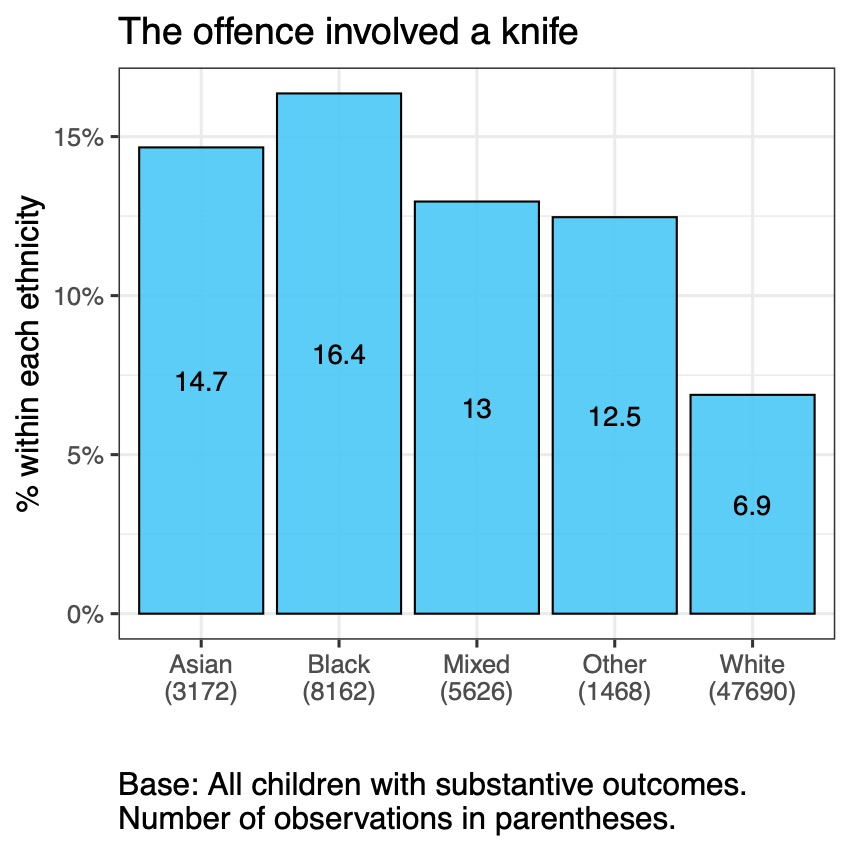 The offence involved a knife
% within each ethnicity
15%
10%
5%
0%
14.7
16.4
13
12.5
6.9
Asian Black Mixed Other White
(3172) (8162) (5626) (1468) (47690)
Base: All children with substantive outcomes.
Number of observations in parentheses.